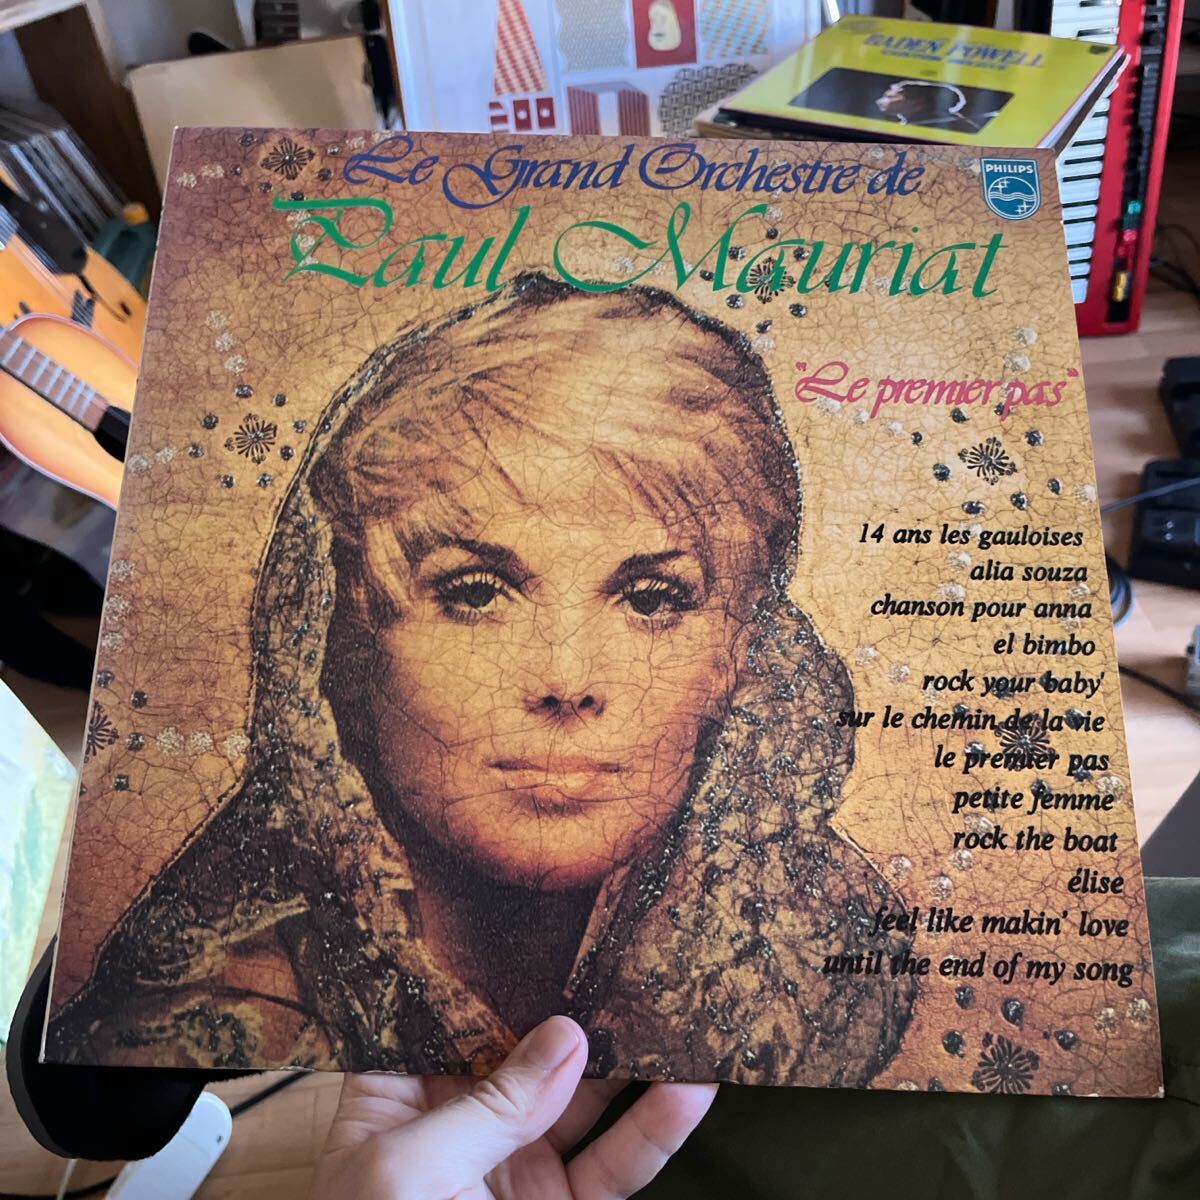 BADEN POWELL
Le Grand Orchestre de
PHILIPS
Paul Mauriat
"Le premier pas"
14 ans les gauloises
alia souza
chanson pour anna
el bimbo
rock your baby'
sur le chemin de la vie
le premier pas
petite femme
rock the boat
élise
feel like makin' love
until the end of my song